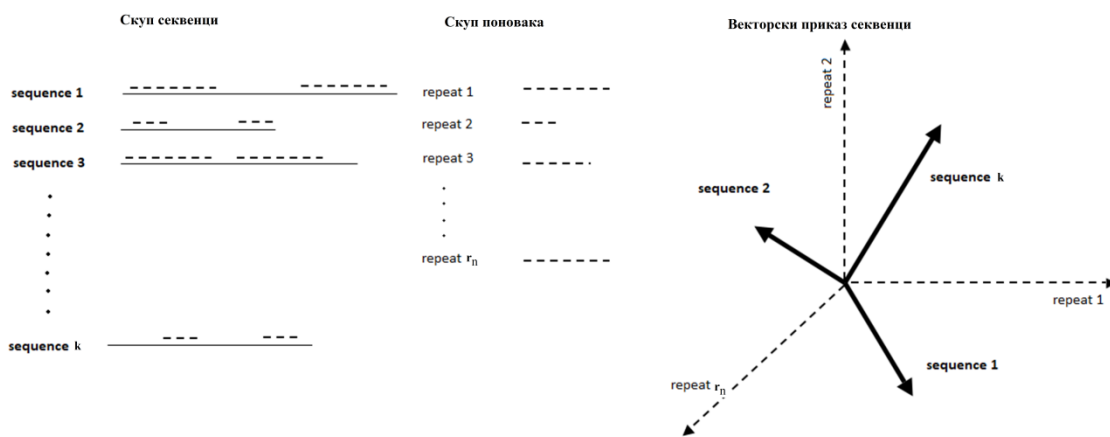 Скуп секвенци
sequence 1
sequence 2
sequence 3
sequence k
Скуп поновака
repeat 1
repeat 2
repeat 3
repeat rn
Векторски приказ секвенци
repeat 2
sequence 2
sequence k
repeat 1
sequence 1
repeat rn